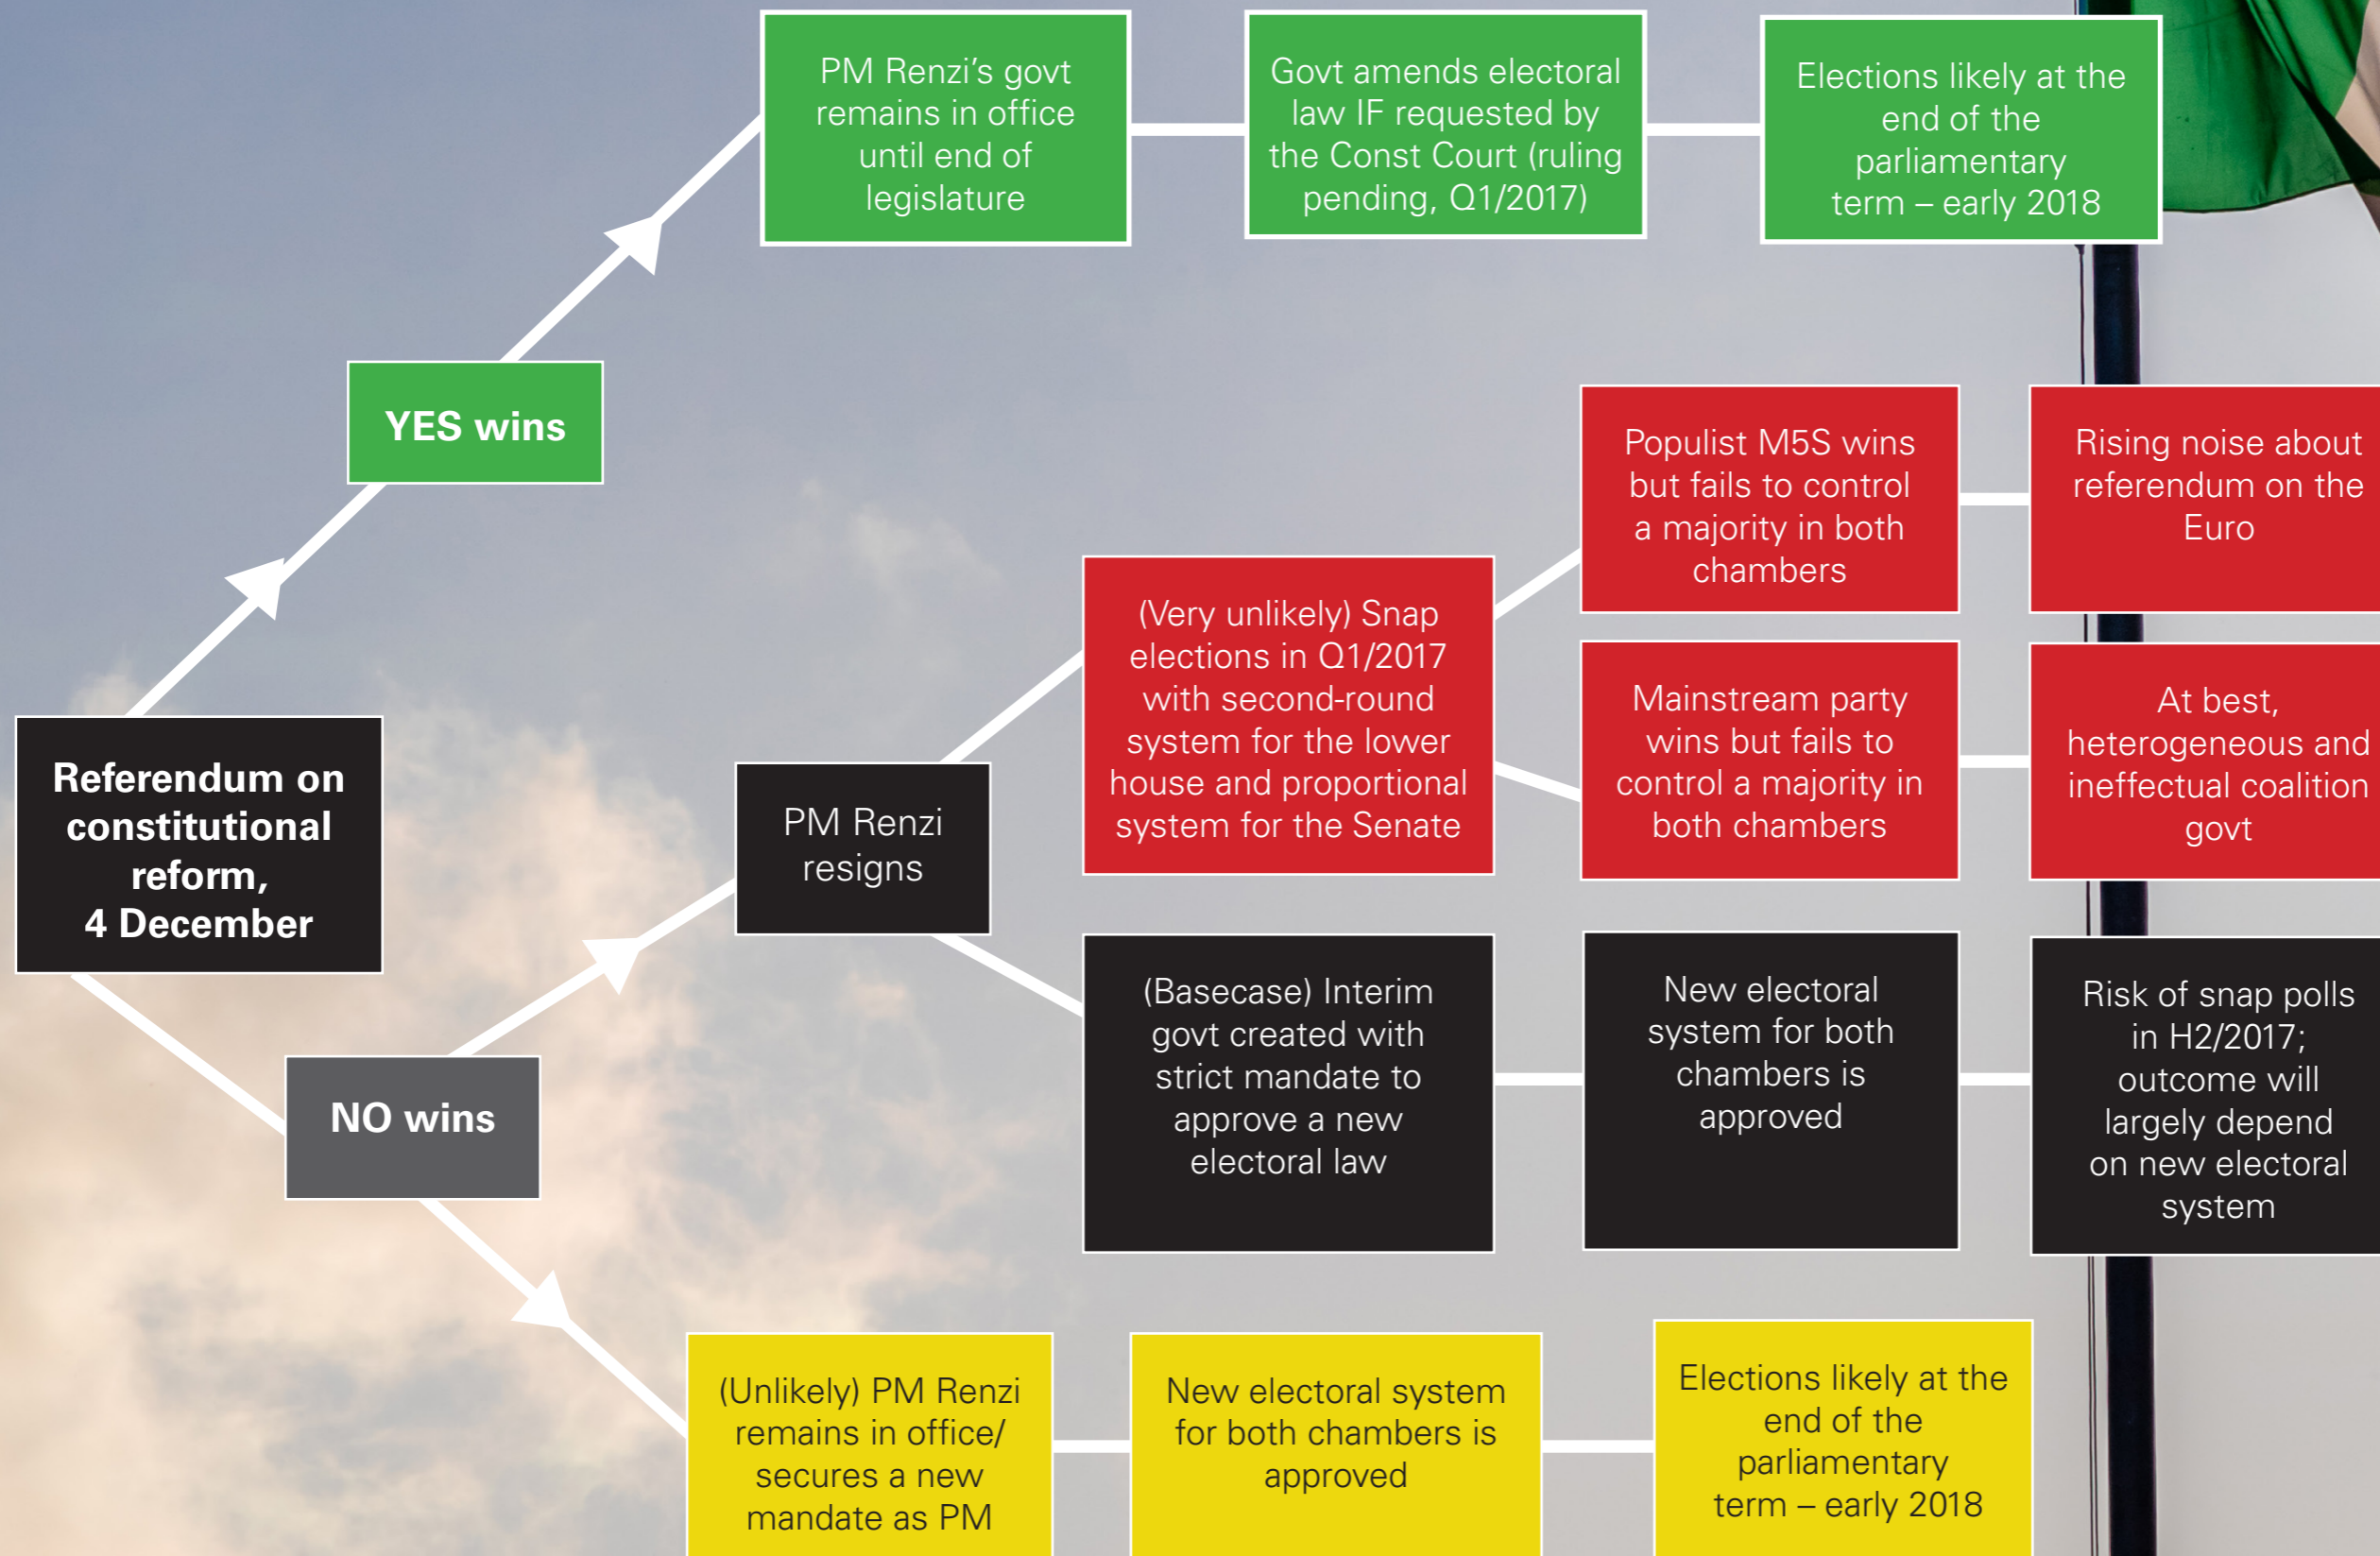 PM Renzi's govt
remains in office
until end of
legislature
Govt amends electoral
law IF requested by
the Const Court (ruling
pending, Q1/2017)
Elections likely at the
end of the
parliamentary
term – early 2018
YES wins
Populist M5S wins
but fails to control
a majority in both
chambers
Rising noise about
referendum on the
Euro
(Very unlikely) Snap
elections in Q1/2017
with second-round
system for the lower
house and proportional
system for the Senate
Mainstream party
wins but fails to
control a majority in
both chambers
At best,
heterogeneous and
ineffectual coalition
govt
Referendum on
constitutional
reform,
4 December
PM Renzi
resigns
(Basecase) Interim
govt created with
strict mandate to
approve a new
electoral law
New electoral
system for both
chambers is
approved
Risk of snap polls
in H2/2017;
outcome will
largely depend
on new electoral
system
NO wins
(Unlikely) PM Renzi
remains in office/
secures a new
mandate as PM
New electoral system
for both chambers is
approved
Elections likely at the
end of the
parliamentary
term – early 2018